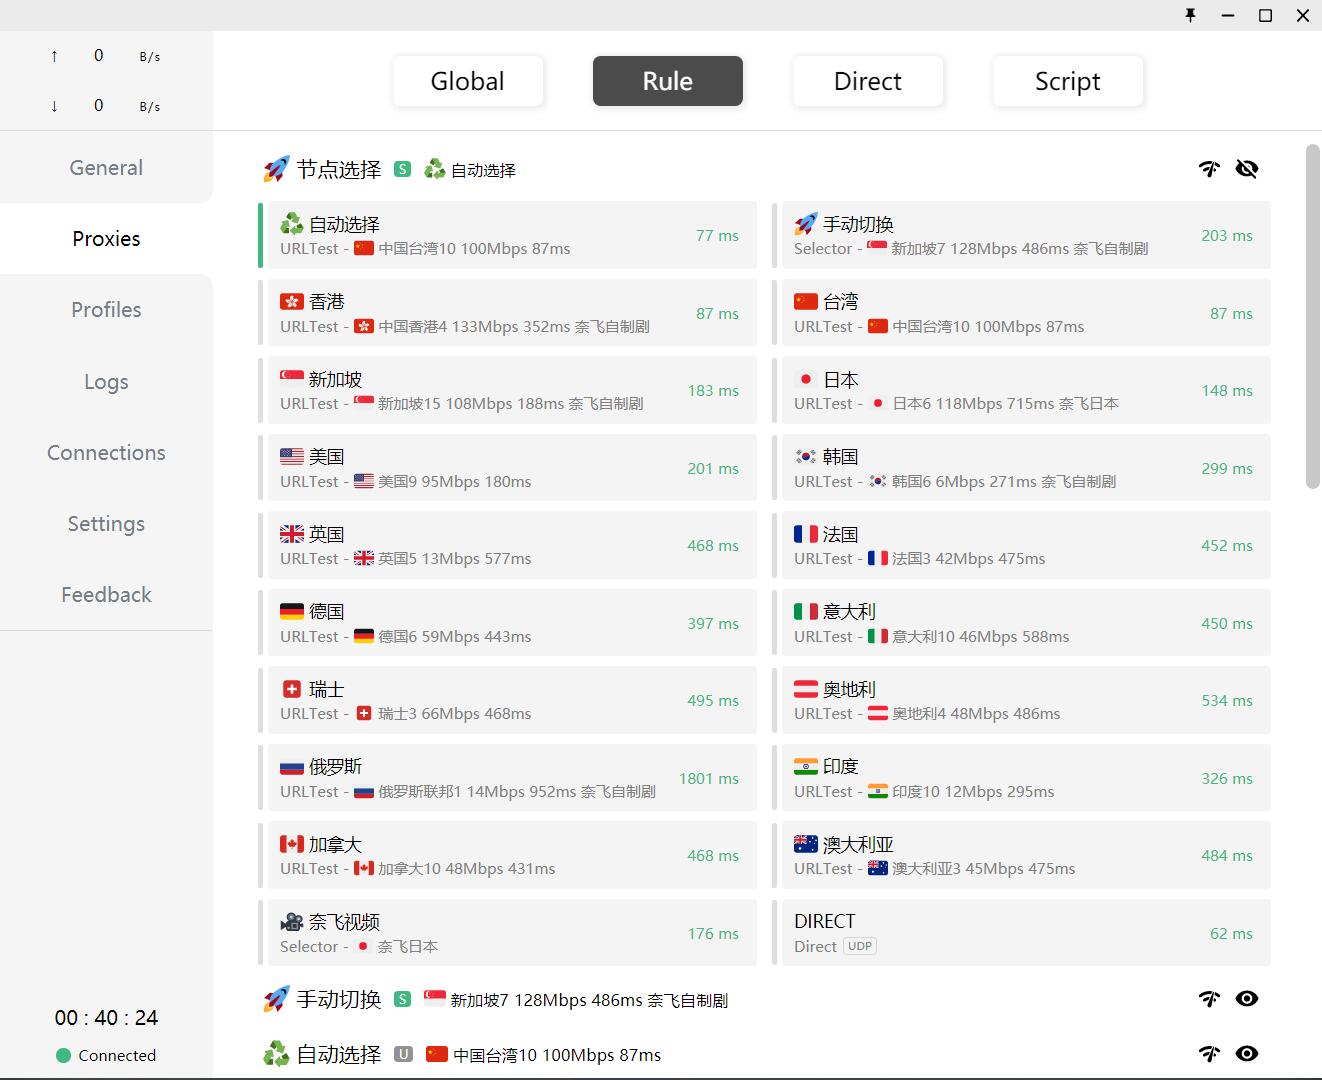 ↑ 0 B/s
↓ 0 B/s
General
Proxies
Profiles
Logs
Connections
Settings
Feedback
00 : 40 : 24
Connected
Global
Rule
Direct
Script
节点选择 S 自动选择
自动选择
URLTest - 中国台湾10 100Mbps 87ms
77 ms
手动切换
Selector - 新加坡7 128Mbps 486ms 奈飞自制剧
203 ms
香港
URLTest - 中国香港4 133Mbps 352ms 奈飞自制剧
87 ms
台湾
URLTest - 中国台湾10 100Mbps 87ms
87 ms
新加坡
URLTest - 新加坡15 108Mbps 188ms 奈飞自制剧
183 ms
日本
URLTest - 日本6 118Mbps 715ms 奈飞日本
148 ms
美国
URLTest - 美国9 95Mbps 180ms
201 ms
韩国
URLTest - 韩国6 6Mbps 271ms 奈飞自制剧
299 ms
英国
URLTest - 英国5 13Mbps 577ms
468 ms
法国
URLTest - 法国3 42Mbps 475ms
452 ms
德国
URLTest - 德国6 59Mbps 443ms
397 ms
意大利
URLTest - 意大利10 46Mbps 588ms
450 ms
瑞士
URLTest - 瑞士3 66Mbps 468ms
495 ms
奥地利
URLTest - 奥地利4 48Mbps 486ms
534 ms
俄罗斯
URLTest - 俄罗斯联邦1 14Mbps 952ms 奈飞自制剧
1801 ms
印度
URLTest - 印度10 12Mbps 295ms
326 ms
加拿大
URLTest - 加拿大10 48Mbps 431ms
468 ms
澳大利亚
URLTest - 澳大利亚3 45Mbps 475ms
484 ms
奈飞视频
Selector - 奈飞日本
176 ms
DIRECT
Direct UDP
62 ms
手动切换 S 新加坡7 128Mbps 486ms 奈飞自制剧
自动选择 U 中国台湾10 100Mbps 87ms